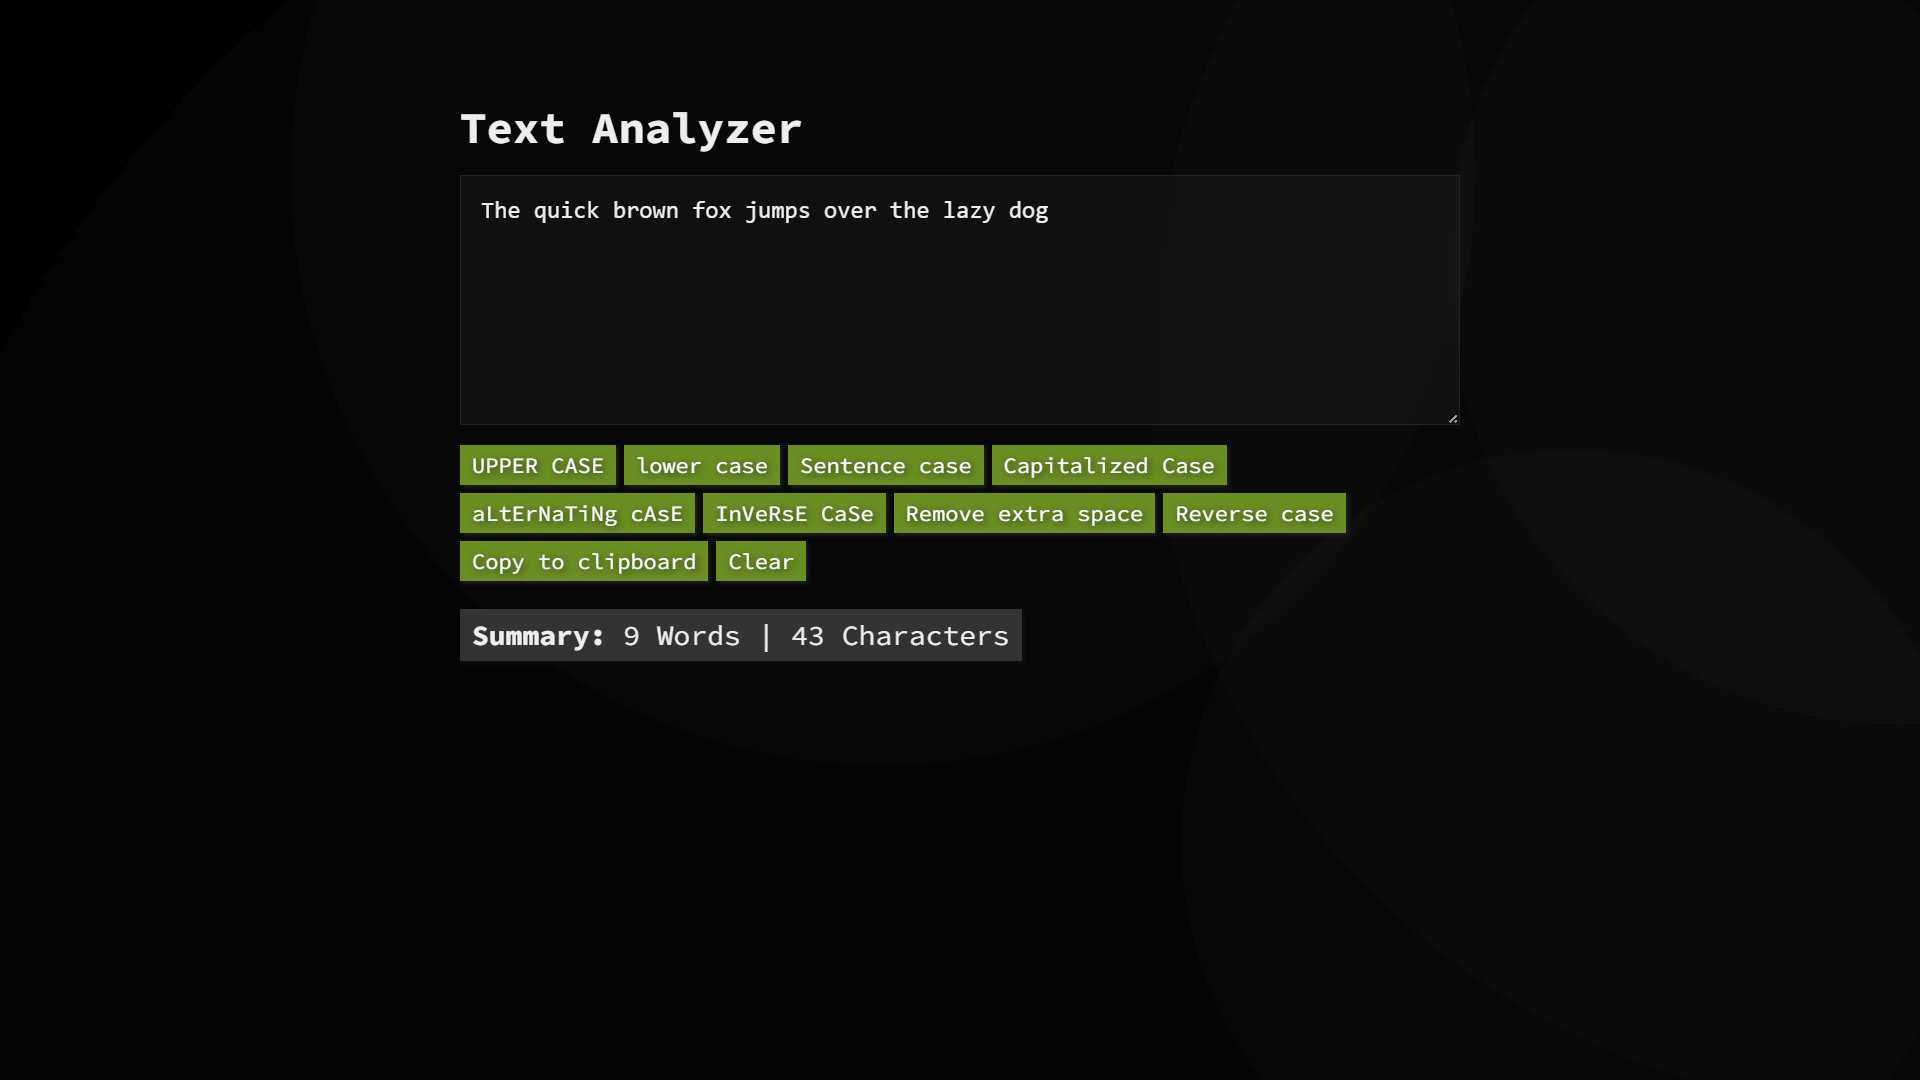 Text Analyzer
The quick brown fox jumps over the lazy dog
UPPER CASE lower case Sentence case Capitalized Case
aLtErNaTiNg cAsE InVeRsE CaSe Remove extra space Reverse case
Copy to clipboard Clear
Summary: 9 Words | 43 Characters